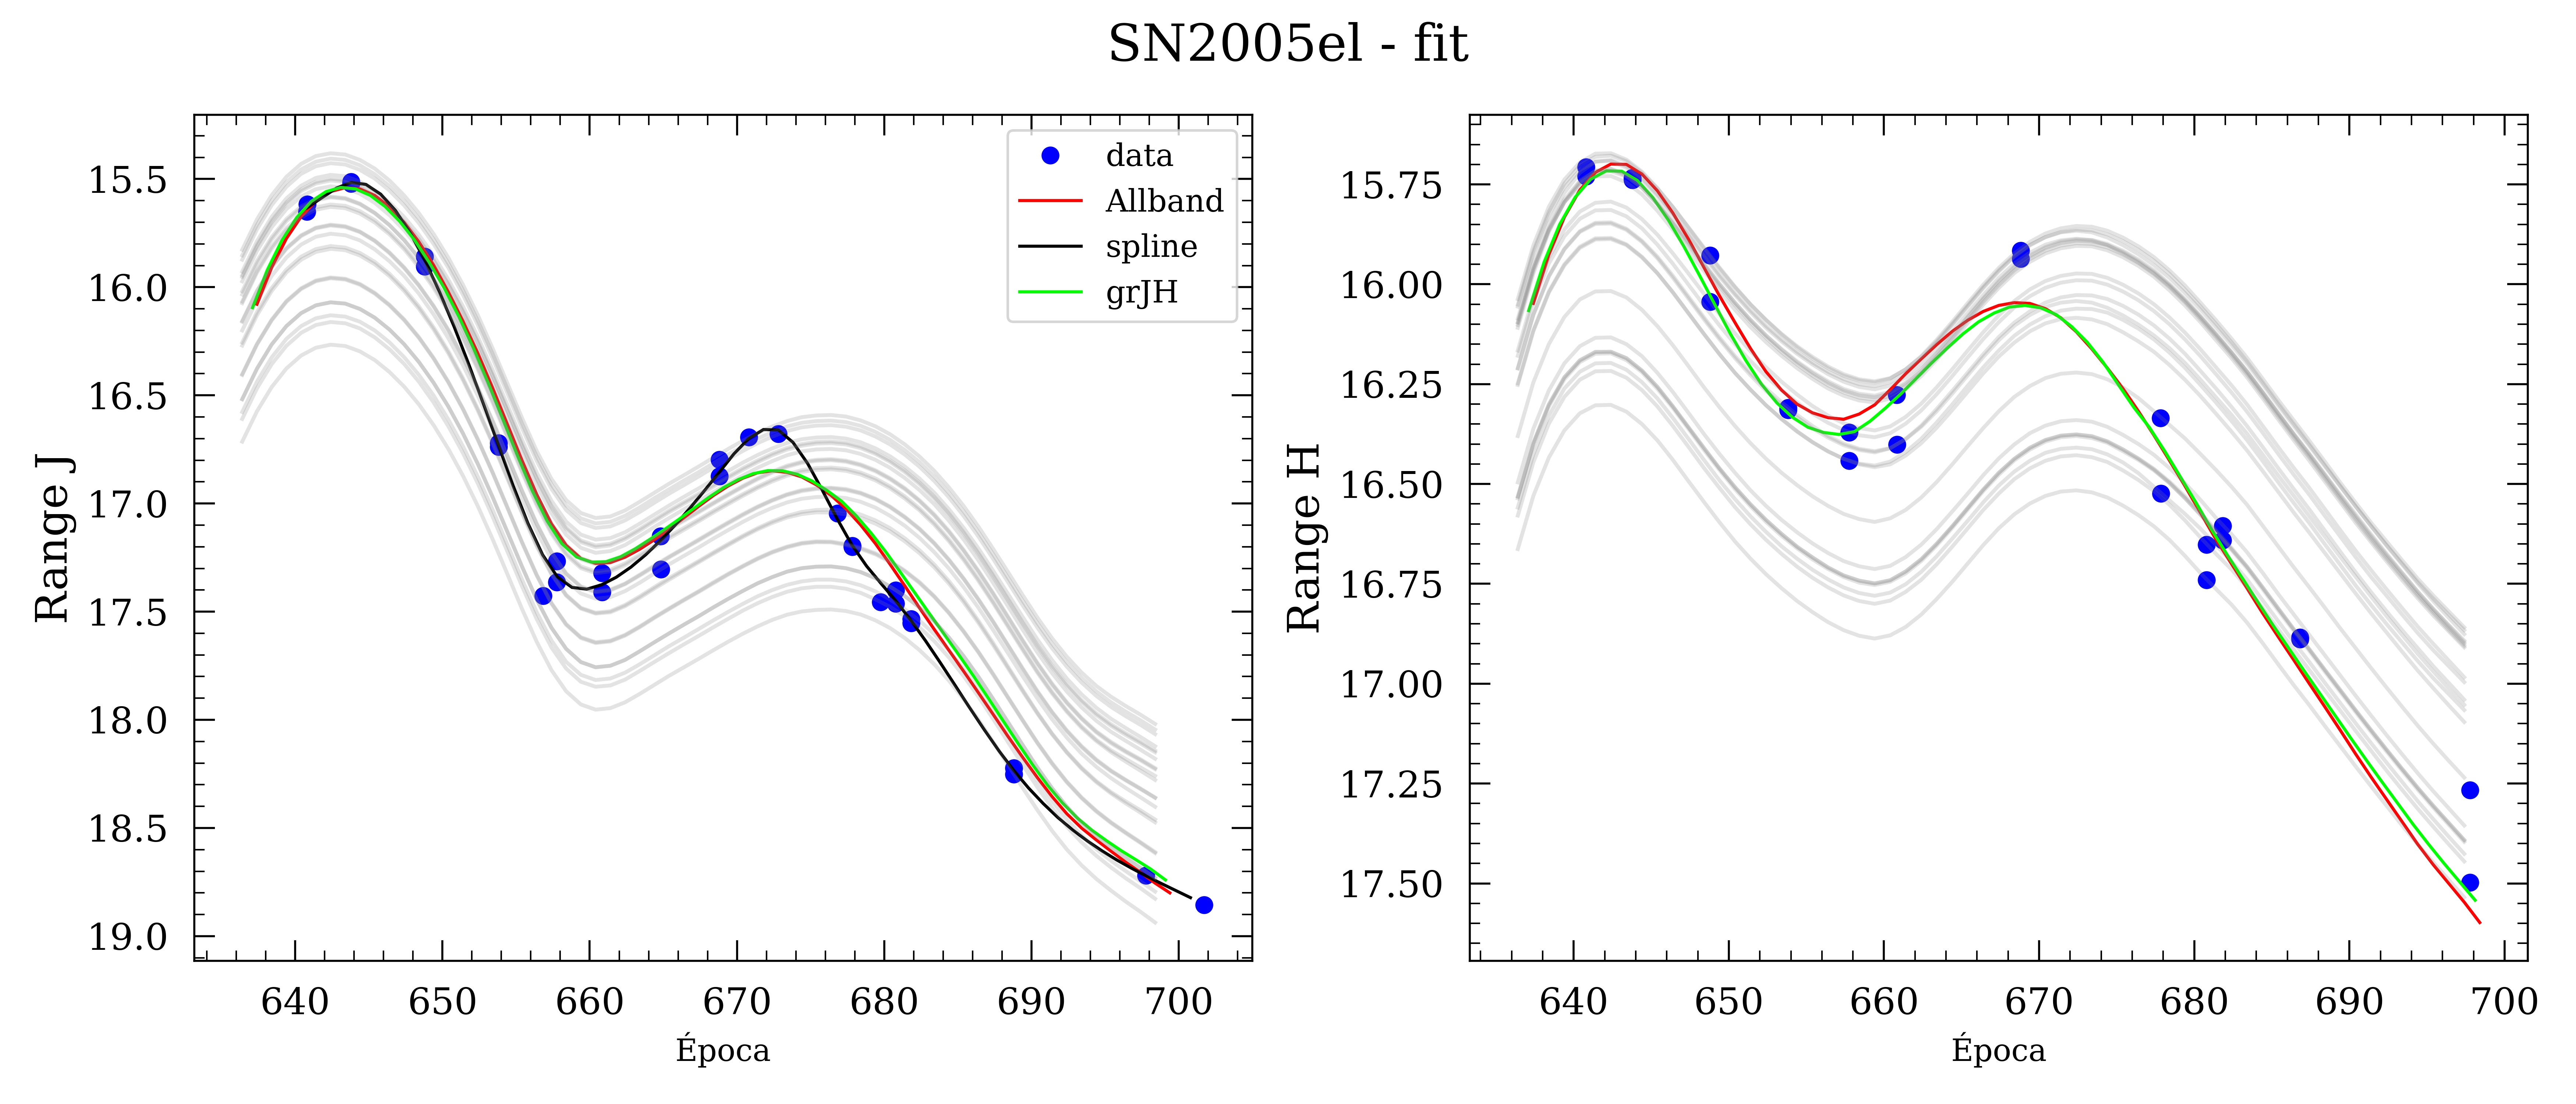 SN2005el - fit
Range J
15.5
16.0
16.5
17.0
17.5
18.0
18.5
19.0
640 650 660 670 680 690 700
Época
data
Allband
spline
grJH
Range H
15.75
16.00
16.25
16.50
16.75
17.00
17.25
17.50
640 650 660 670 680 690 700
Época